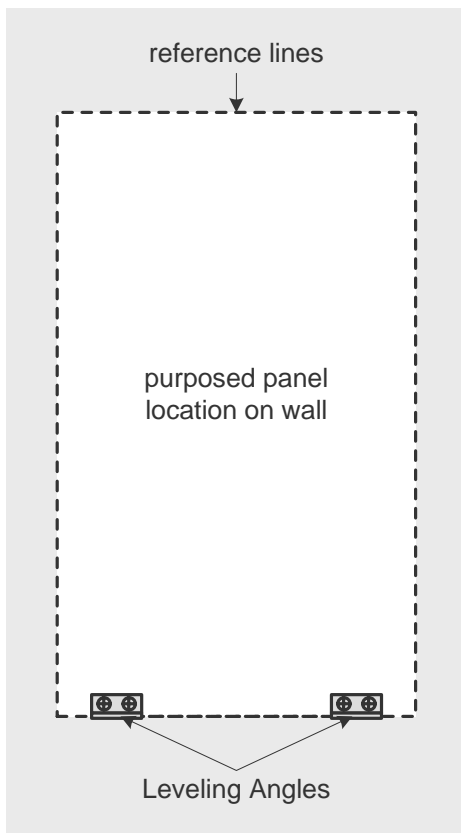 reference lines
purposed panel
location on wall
Leveling Angles